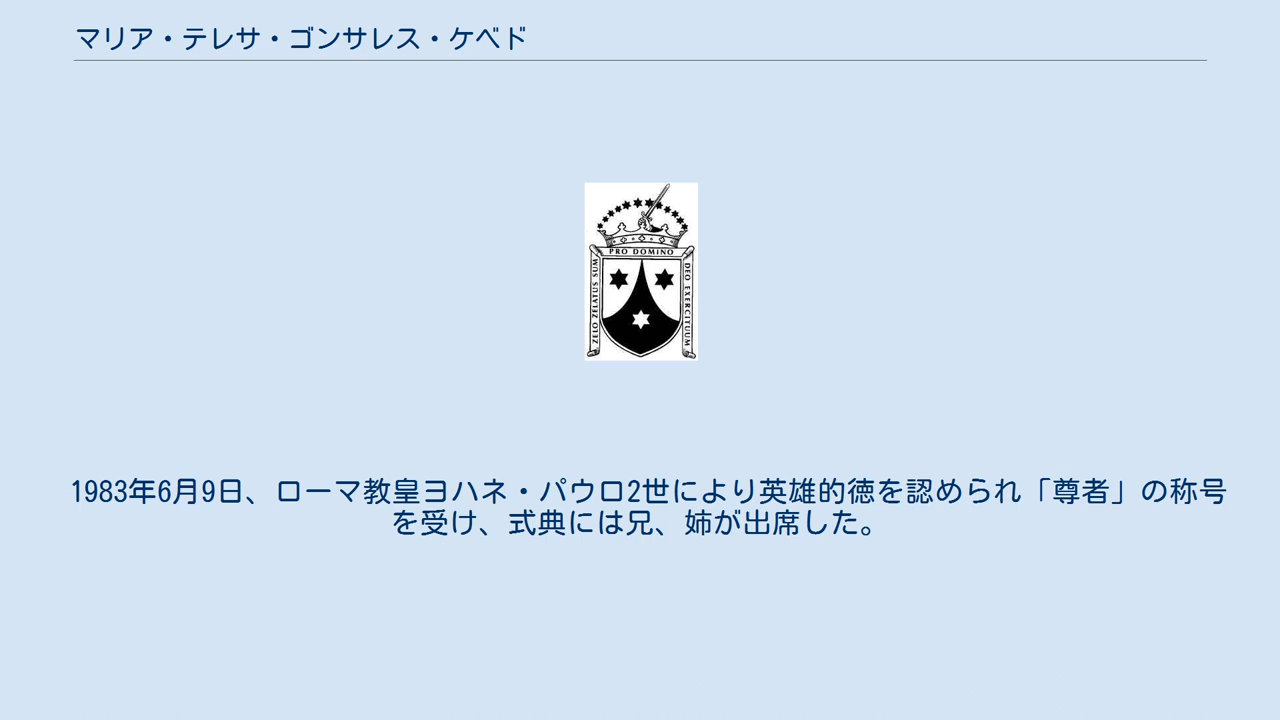 マリア・テレサ・ゴンサレス・ケベド
PRO DOMINO
ZELO ZELATUS SUM
DEO EXERCITUUM
1983年6月9日、ローマ教皇ヨハネ・パウロ2世により英雄的徳を認められ「尊者」の称号
を受け、式典には兄、姉が出席した。